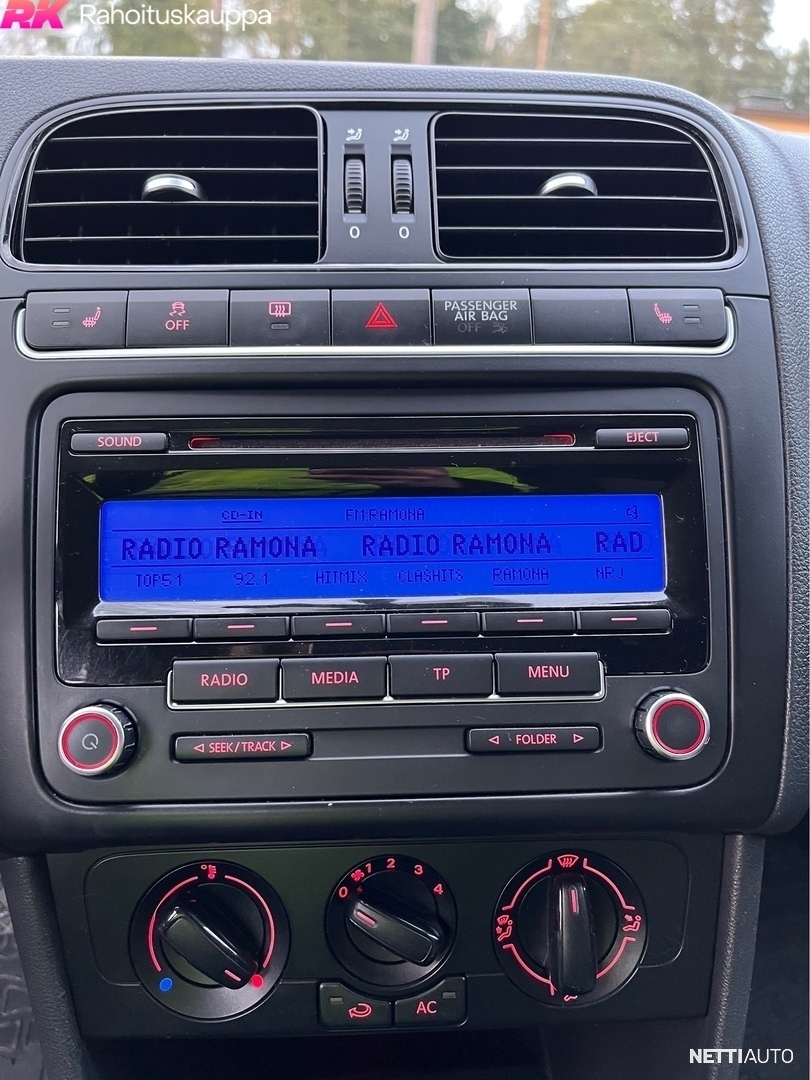 RK Rahoituskauppa
0 0
OFF
PASSENGER
AIR BAG
OFF
SOUND
EJECT
CD-IN FM:RAMONA
RADIO RAMONA RADIO RAMONA RAD
TOP51 92.1 HITMIX CLASHITS RAMONA NRJ
RADIO MEDIA TP MENU
SEEK/TRACK
FOLDER
0 1 2 3 4
AC
NETTIAUTO